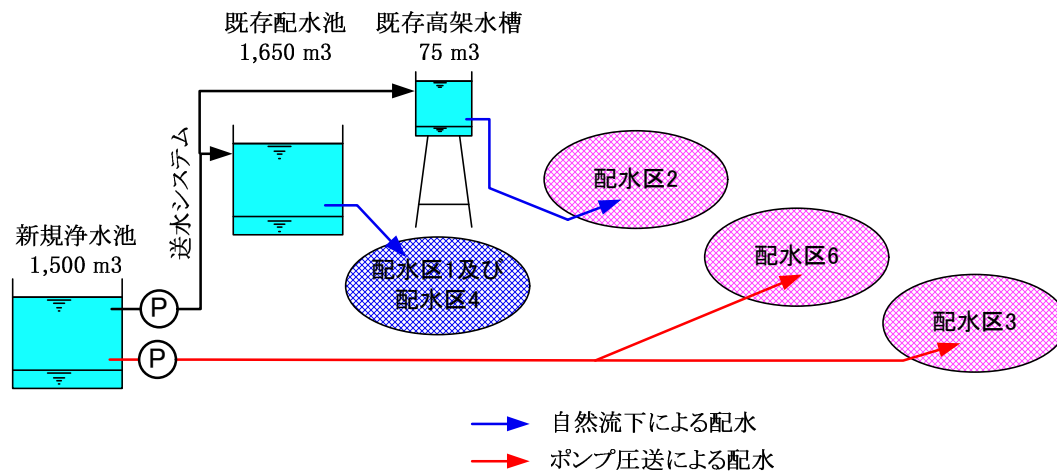 既存配水池
1,650 m3
既存高架水槽
75 m3
送水システム
配水区2
新規浄水池
1,500 m3
配水区1及び
配水区4
配水区6
配水区3
P
P
自然流下による配水
ポンプ圧送による配水